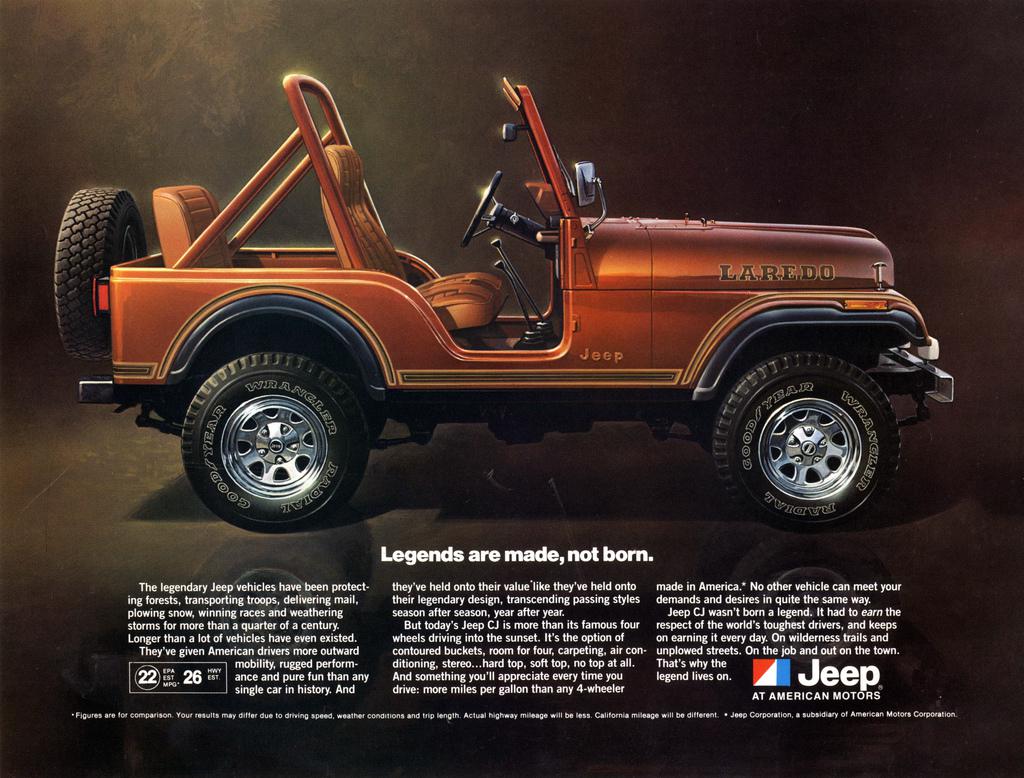 LAREDO
Jeep
GOODYEAR WRANGLER RADIAL
GOODYEAR WRANGLER RADIAL
Legends are made, not born.
The legendary Jeep vehicles have been protect-
ing forests, transporting troops, delivering mail,
plowing snow, winning races and weathering
storms for more than a quarter of a century.
Longer than a lot of vehicles have even existed.
They've given American drivers more outward
mobility, rugged perform-
ance and pure fun than any
single car in history. And
22 EPA EST MPG* 26 HWY EST.
they've held onto their value like they've held onto
their legendary design, transcending passing styles
season after season, year after year.
But today's Jeep CJ is more than its famous four
wheels driving into the sunset. It's the option of
contoured buckets, room for four, carpeting, air con-
ditioning, stereo...hard top, soft top, no top at all.
And something you'll appreciate every time you
drive: more miles per gallon than any 4-wheeler
made in America.* No other vehicle can meet your
demands and desires in quite the same way.
Jeep CJ wasn't born a legend. It had to earn the
respect of the world's toughest drivers, and keeps
on earning it every day. On wilderness trails and
unplowed streets. On the job and out on the town.
That's why the
legend lives on.
Jeep®
AT AMERICAN MOTORS
*Figures are for comparison. Your results may differ due to driving speed, weather conditions and trip length. Actual highway mileage will be less. California mileage will be different. • Jeep Corporation, a subsidiary of American Motors Corporation.